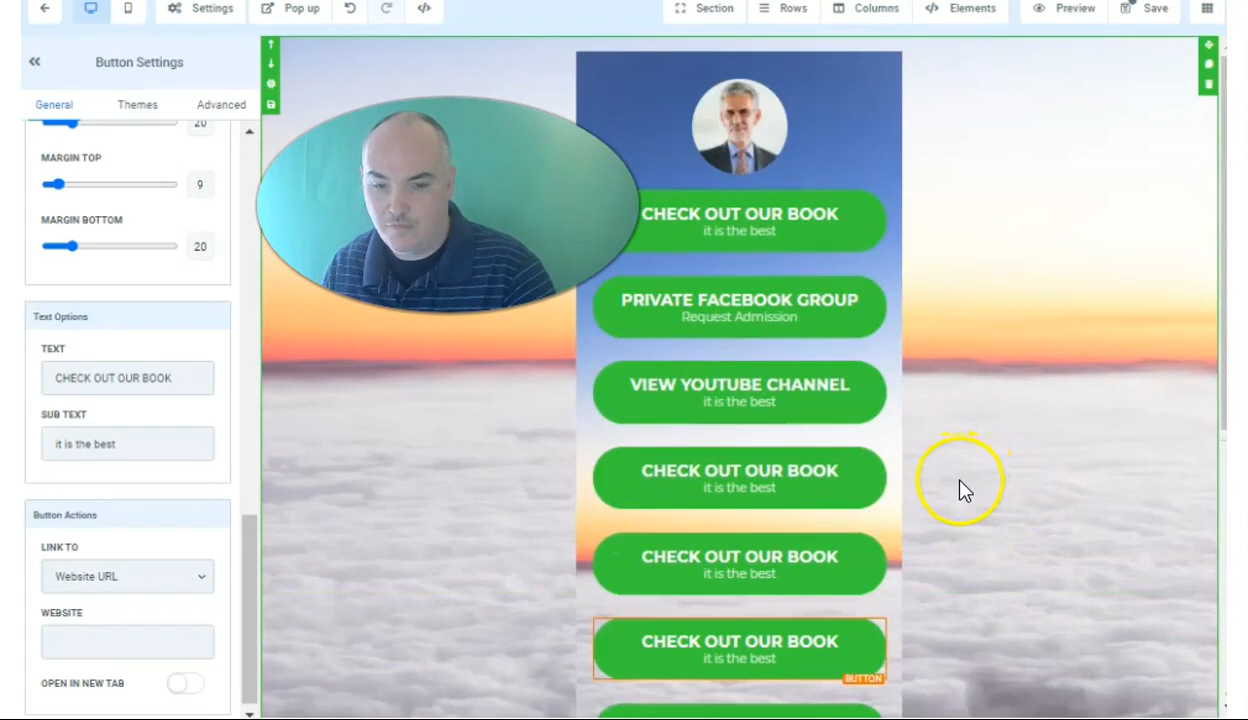 Settings
Pop up
Section
Rows
Columns
Elements
Preview
Save
Button Settings
General
Themes
Advanced
20
MARGIN TOP
9
MARGIN BOTTOM
20
Text Options
TEXT
CHECK OUT OUR BOOK
SUB TEXT
it is the best
Button Actions
LINK TO
Website URL
WEBSITE
OPEN IN NEW TAB
CHECK OUT OUR BOOK
it is the best
PRIVATE FACEBOOK GROUP
Request Admission
VIEW YOUTUBE CHANNEL
it is the best
CHECK OUT OUR BOOK
it is the best
CHECK OUT OUR BOOK
it is the best
CHECK OUT OUR BOOK
it is the best
BUTTON